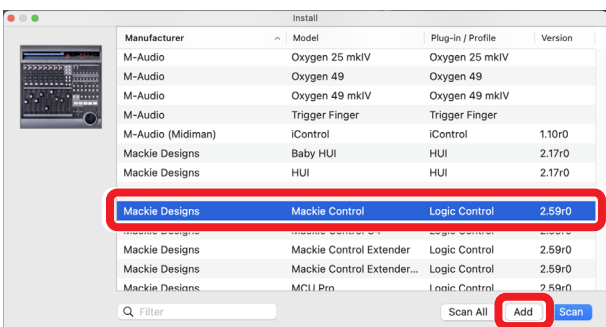 Install
Manufacturer Model Plug-in / Profile Version
M-Audio Oxygen 25 mkIV Oxygen 25 mkIV
M-Audio Oxygen 49 Oxygen 49
M-Audio Oxygen 49 mkIV Oxygen 49 mkIV
M-Audio Trigger Finger Trigger Finger
M-Audio (Midiman) iControl iControl 1.10r0
Mackie Designs Baby HUI HUI 2.17r0
Mackie Designs HUI HUI 2.17r0
Mackie Designs Mackie Control Logic Control 2.59r0
Mackie Designs Mackie Control Extender Logic Control 2.59r0
Mackie Designs Mackie Control Extender... Logic Control 2.59r0
Mackie Designs MCU Pro Logic Control 2.59r0
Filter Scan All Add Scan